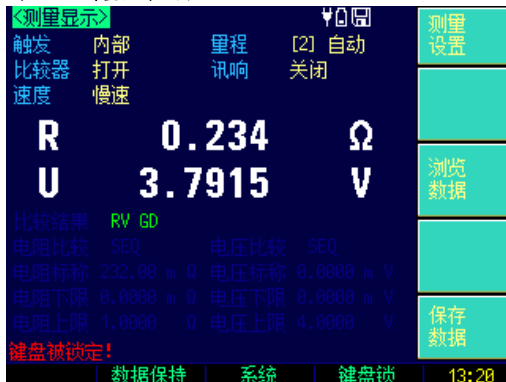 <测量显示>
触发 内部 量程 [2] 自动
比较器 打开 讯响 关闭
速度 慢速
R 0.234 Ω
U 3.7915 V
比较结果 RV GD
电阻比较 SEQ 电压比较 SEQ
电阻标称 232.00 m Ω 电压标称 0.0000 m V
电阻下限 0.0000 m Ω 电压下限 0.0000 m V
电阻上限 1.0000 Ω 电压上限 4.0000 V
键盘被锁定!
测量
设置
浏览
数据
保存
数据
数据保持 系统 键盘锁 13:20